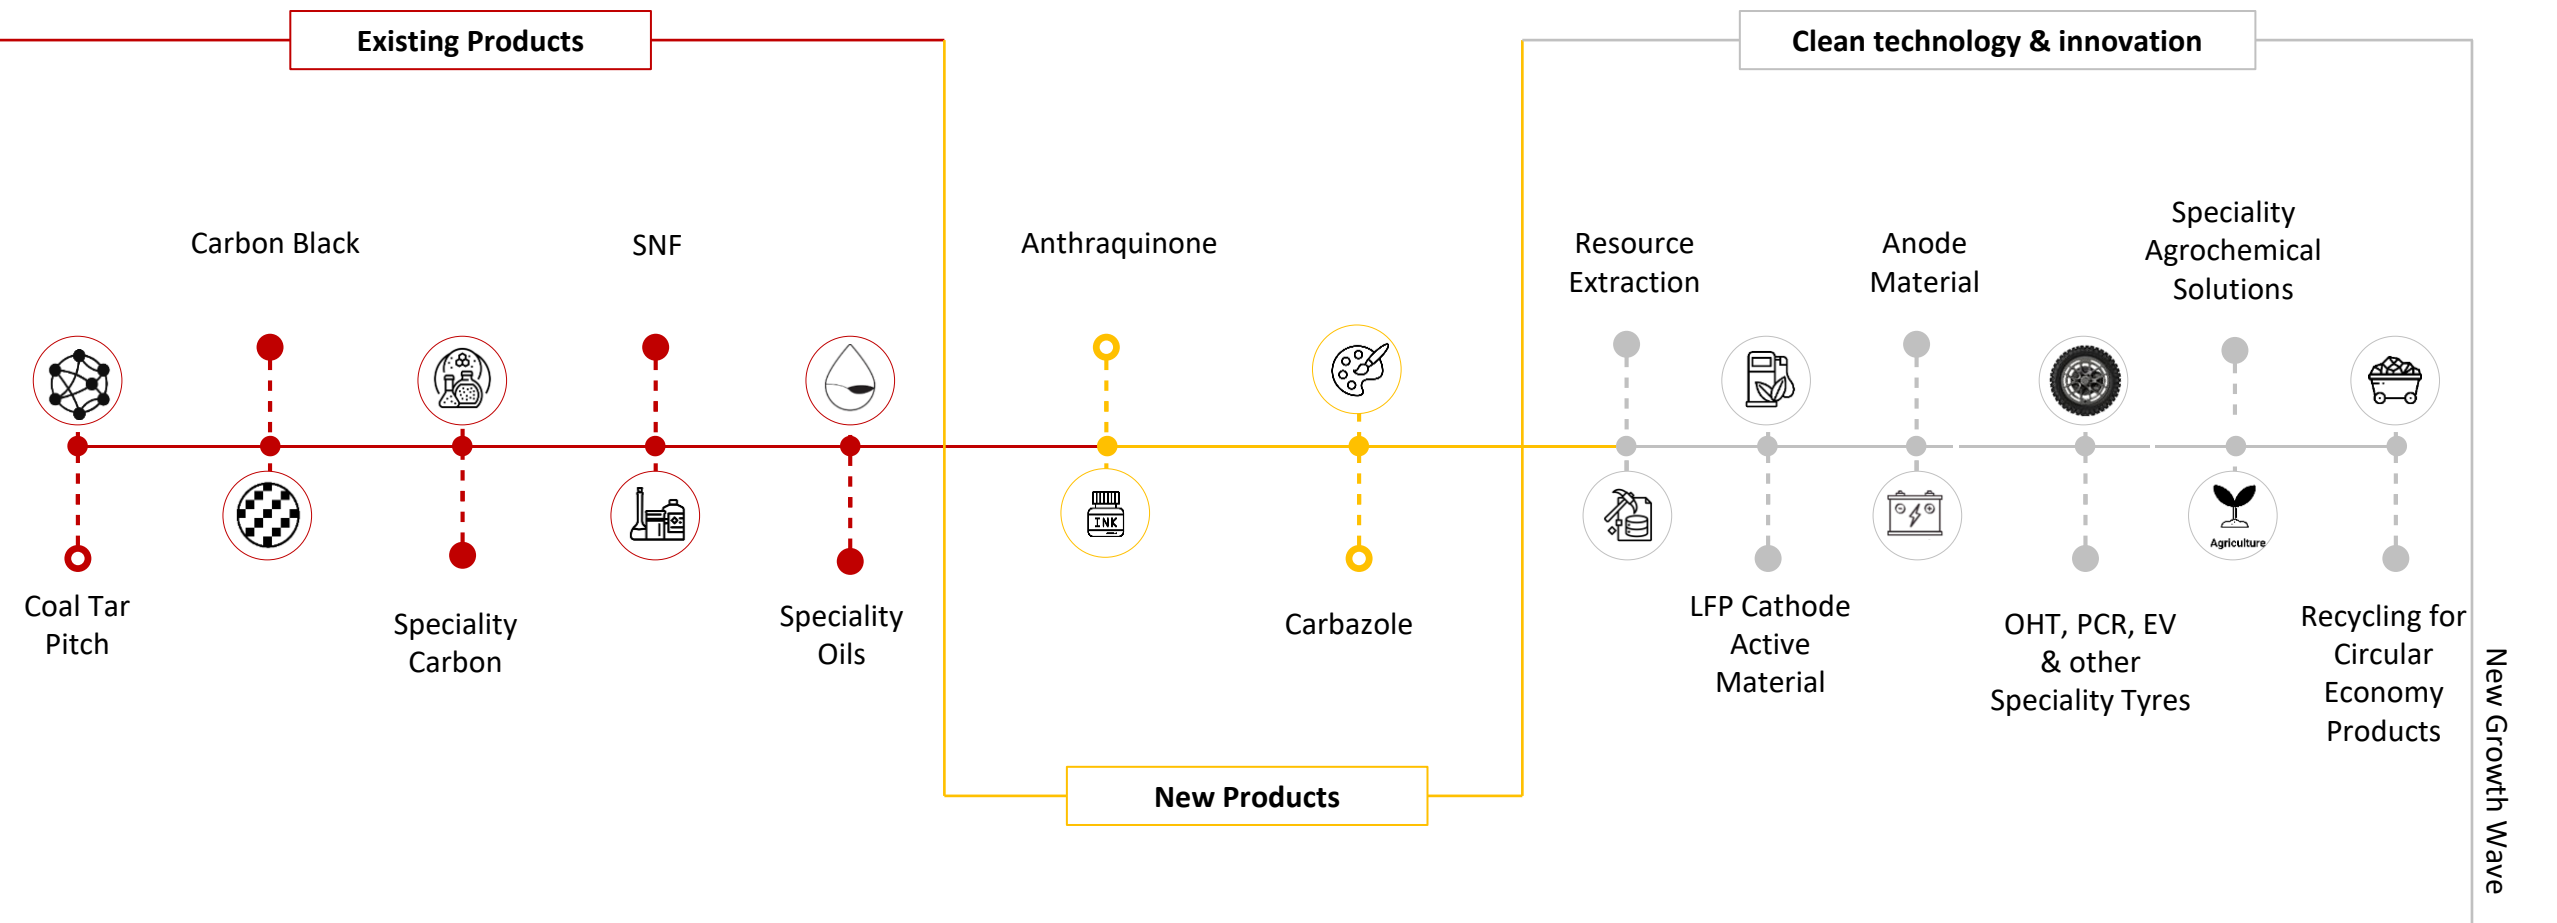 Existing Products
Clean technology & innovation
Carbon Black
SNF
Anthraquinone
Resource
Extraction
Anode
Material
Speciality
Agrochemical
Solutions
INK
Agriculture
Coal Tar
Pitch
Speciality
Carbon
Speciality
Oils
Carbazole
LFP Cathode
Active
Material
OHT, PCR, EV
& other
Speciality Tyres
Recycling for
Circular
Economy
Products
New Products
New Growth Wave